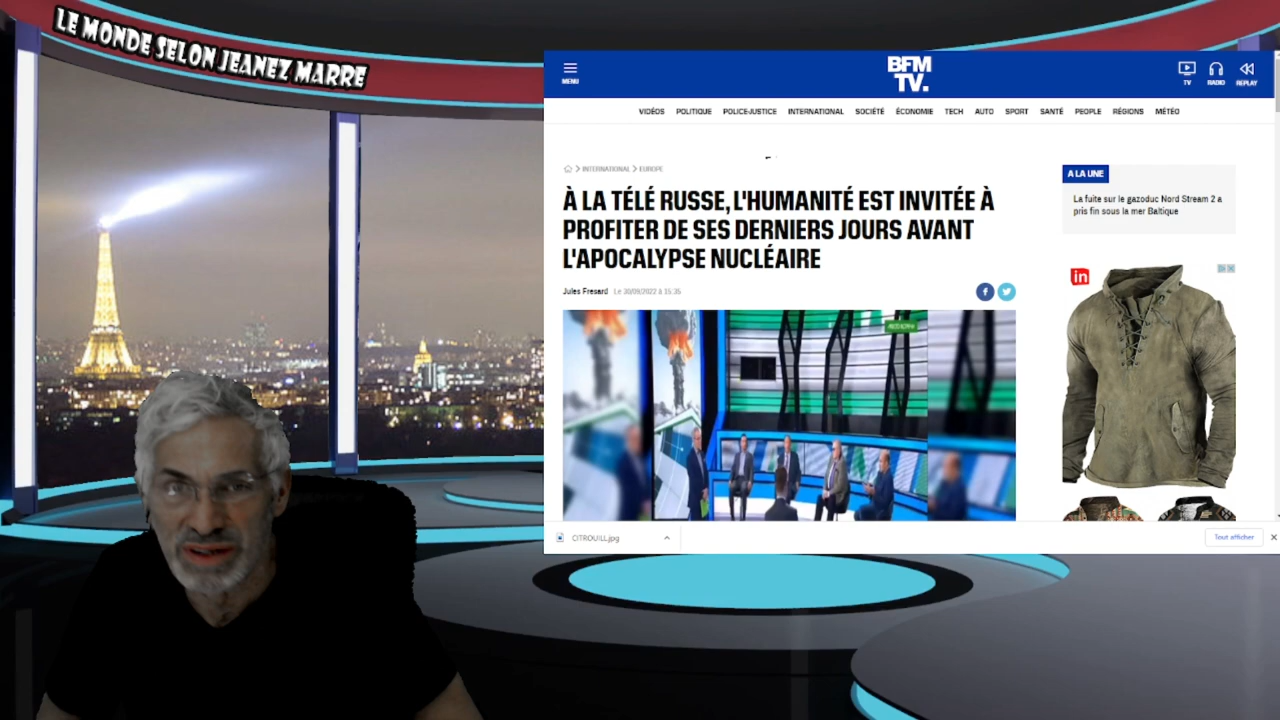 LE MONDE SELON JEANEZ MARRE
MENU
BFM
TV.
TV
RADIO
REPLAY
VIDÉOS POLITIQUE POLICE-JUSTICE INTERNATIONAL SOCIÉTÉ ÉCONOMIE TECH AUTO SPORT SANTÉ PEOPLE RÉGIONS MÉTÉO
INTERNATIONAL > EUROPE
À LA TÉLÉ RUSSE, L'HUMANITÉ EST INVITÉE À
PROFITER DE SES DERNIERS JOURS AVANT
L'APOCALYPSE NUCLÉAIRE
Jules Fresard Le 30/09/2022 à 15:35
A LA UNE
La fuite sur le gazoduc Nord Stream 2 a
pris fin sous la mer Baltique
in
CITROUILL.jpg
Tout afficher